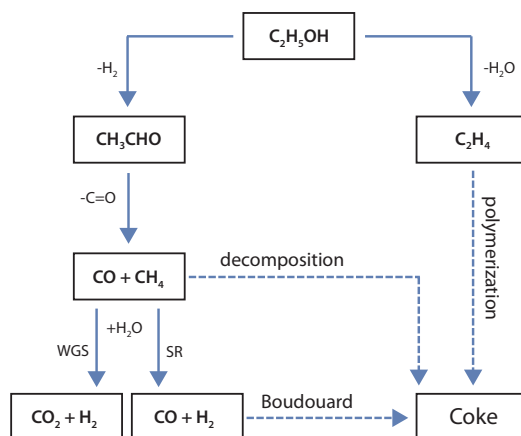 C₂H₅OH
-H₂
-H₂O
CH₃CHO
C₂H₄
-C=O
polymerization
decomposition
CO + CH₄
+H₂O
WGS
SR
Boudouard
CO₂ + H₂
CO + H₂
Coke